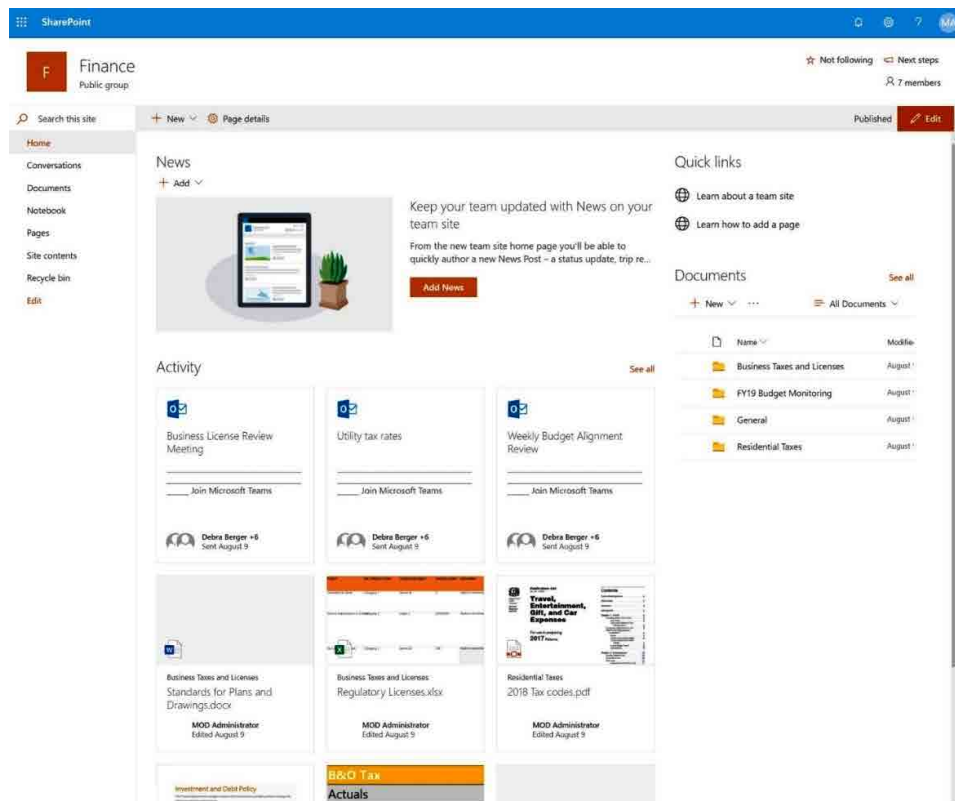 SharePoint
?
MA
F
Finance
Public group
Not following
Next steps
7 members
Search this site
New
Page details
Published
Edit
Home
Conversations
Documents
Notebook
Pages
Site contents
Recycle bin
Edit
News
Add
Keep your team updated with News on your
team site
From the new team site home page you'll be able to
quickly author a new News Post – a status update, trip re...
Add News
Quick links
Learn about a team site
Learn how to add a page
Documents
See all
New
...
All Documents
Name
Modifie
Business Taxes and Licenses
August
FY19 Budget Monitoring
August
General
August
Residential Taxes
August
Activity
See all
Business License Review
Meeting
Join Microsoft Teams
Debra Berger +6
Sent August 9
Utility tax rates
Join Microsoft Teams
Debra Berger +6
Sent August 9
Weekly Budget Alignment
Review
Join Microsoft Teams
Debra Berger +6
Sent August 9
Business Taxes and Licenses
Standards for Plans and
Drawings.docx
MOD Administrator
Edited August 9
Business Taxes and Licenses
Regulatory Licenses.xlsx
MOD Administrator
Edited August 9
Travel,
Entertainment,
Gift, and Car
Expenses
For use in preparing
2017 Returns
Contents
Residential Taxes
2018 Tax codes.pdf
MOD Administrator
Edited August 9
Investment and Debt Policy
B&O Tax
Actuals